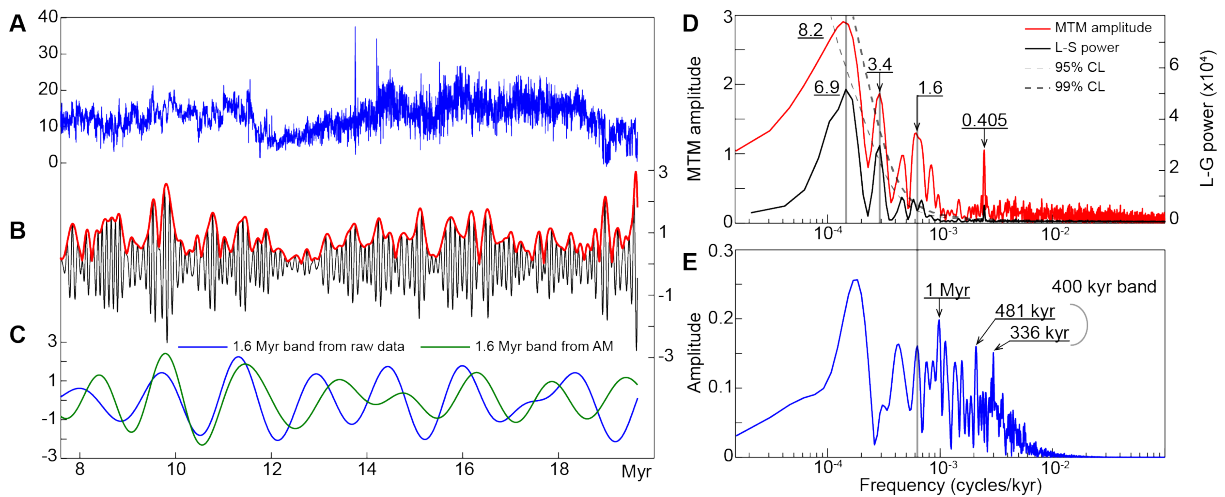 A
40
30
20
10
0
B
3
1
-1
-3
C
1.6 Myr band from raw data
1.6 Myr band from AM
3
1
-1
-3
8
10
12
14
16
18
Myr
D
3
2
1
0
MTM amplitude
8.2
6.9
3.4
1.6
0.405
MTM amplitude
L-S power
95% CL
99% CL
6
4
2
0
L-G power (x10⁴)
10⁻⁴
10⁻³
10⁻²
E
0.3
0.2
0.1
0
Amplitude
1 Myr
400 kyr band
481 kyr
336 kyr
10⁻⁴
10⁻³
10⁻²
Frequency (cycles/kyr)